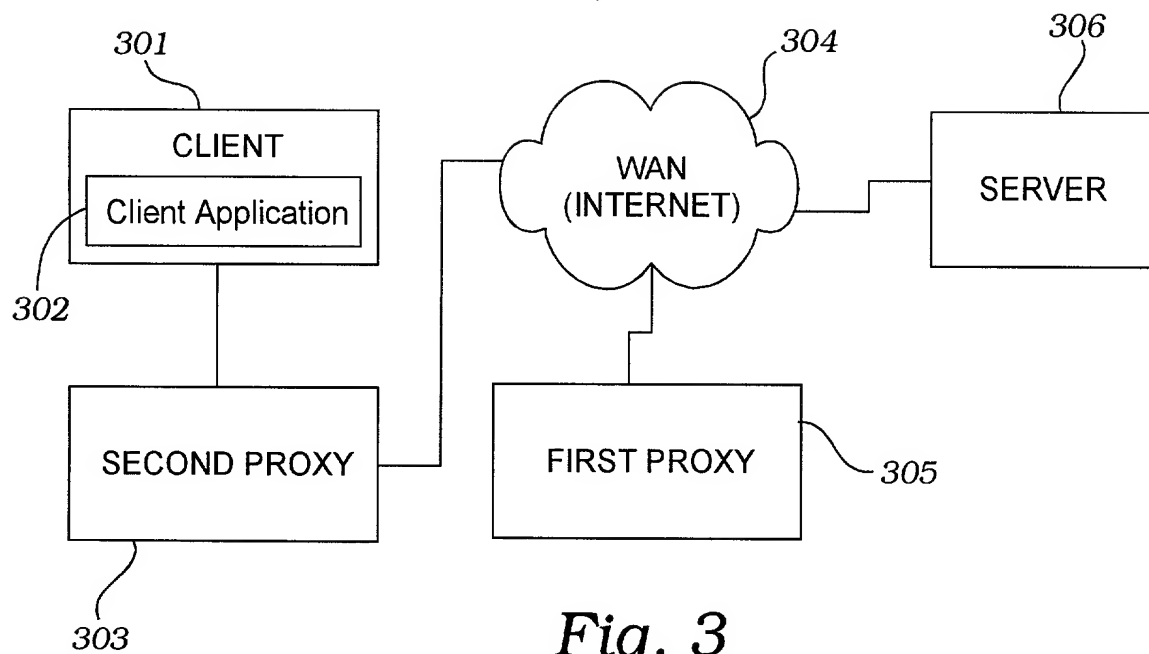 301
304
306
CLIENT
Client Application
302
WAN
(INTERNET)
SERVER
SECOND PROXY
FIRST PROXY
305
303
Fig. 3